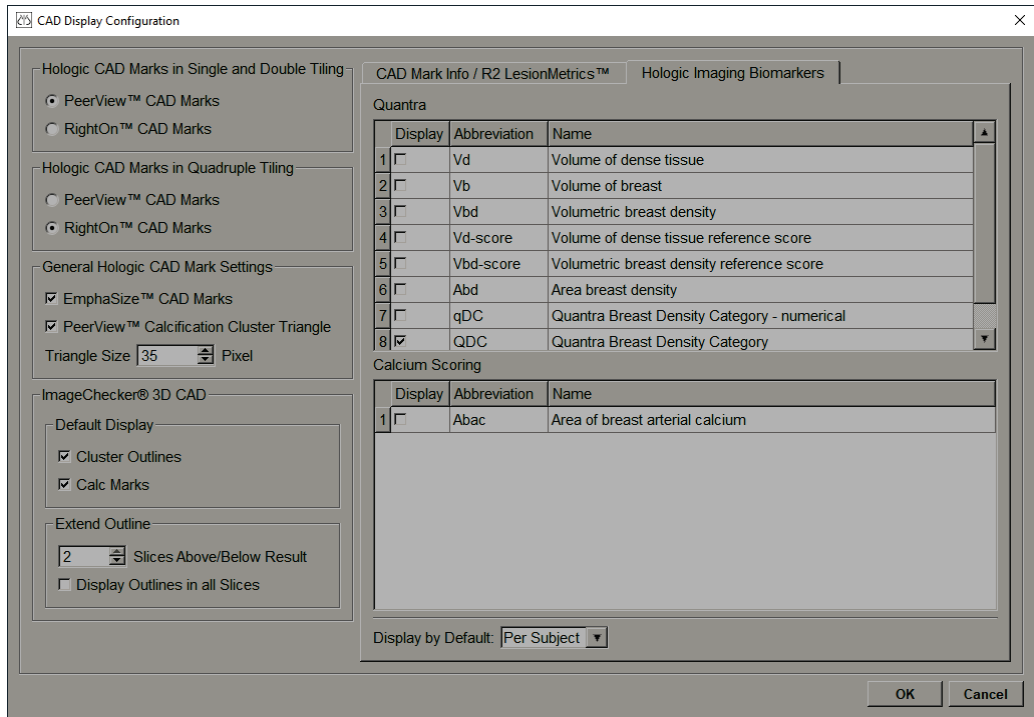 CAD Display Configuration
Hologic CAD Marks in Single and Double Tiling
PeerView™ CAD Marks
RightOn™ CAD Marks
Hologic CAD Marks in Quadruple Tiling
PeerView™ CAD Marks
RightOn™ CAD Marks
General Hologic CAD Mark Settings
EmphaSize™ CAD Marks
PeerView™ Calcification Cluster Triangle
Triangle Size 35 Pixel
ImageChecker® 3D CAD
Default Display
Cluster Outlines
Calc Marks
Extend Outline
2 Slices Above/Below Result
Display Outlines in all Slices
CAD Mark Info / R2 LesionMetrics™ Hologic Imaging Biomarkers
Quantra
Display Abbreviation Name
1 Vd Volume of dense tissue
2 Vb Volume of breast
3 Vbd Volumetric breast density
4 Vd-score Volume of dense tissue reference score
5 Vbd-score Volumetric breast density reference score
6 Abd Area breast density
7 qDC Quantra Breast Density Category - numerical
8 QDC Quantra Breast Density Category
Calcium Scoring
Display Abbreviation Name
1 Abac Area of breast arterial calcium
Display by Default: Per Subject
OK Cancel